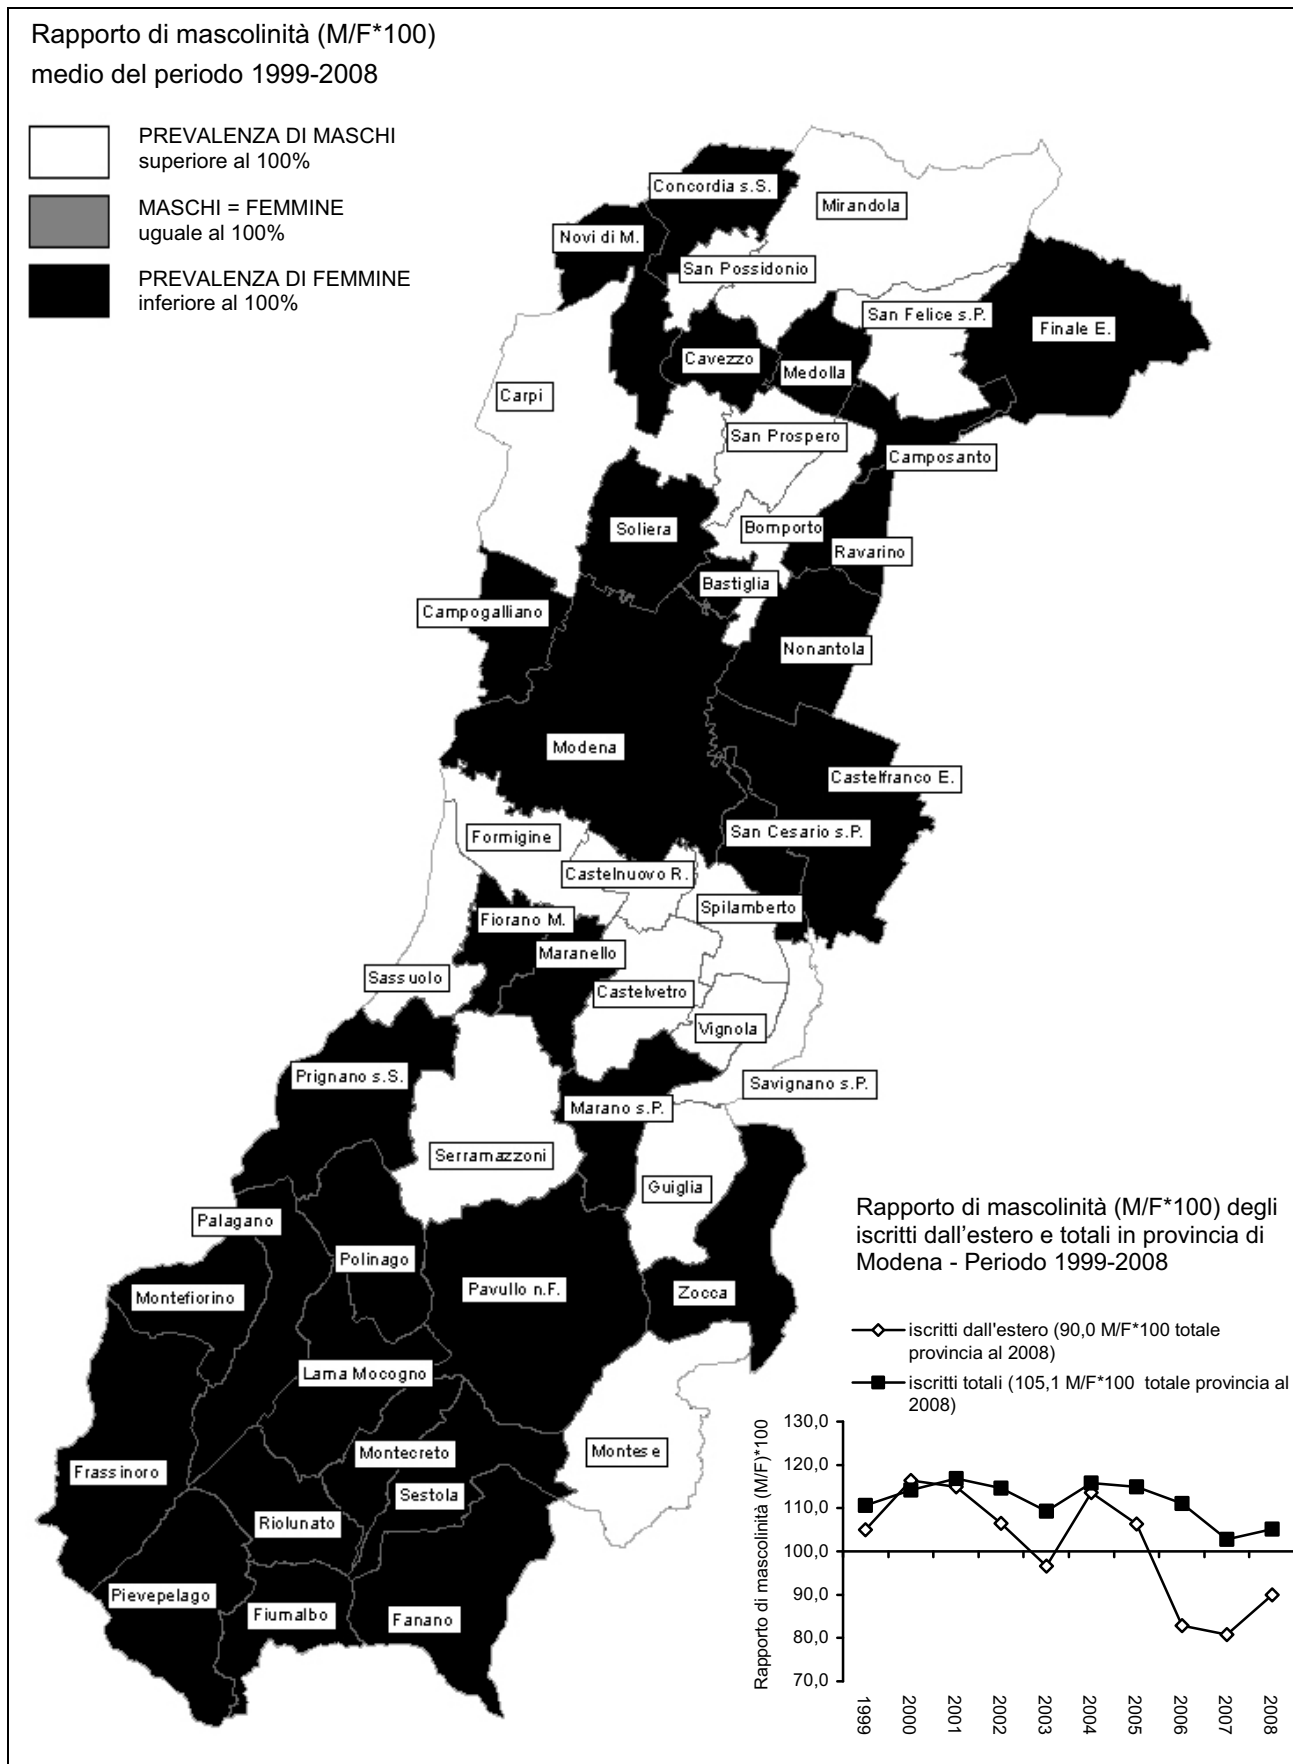 Rapporto di mascolinità (M/F*100)
medio del periodo 1999-2008
PREVALENZA DI MASCHI
superiore al 100%
MASCHI = FEMMINE
uguale al 100%
PREVALENZA DI FEMMINE
inferiore al 100%
Concordia s.S.
Mirandola
Novi di M.
San Possidonio
San Felice s.P.
Finale E.
Cavezzo
Medolla
Carpi
San Prospero
Camposanto
Soliera
Bomporto
Ravarino
Bastiglia
Campogalliano
Nonantola
Modena
Castelfranco E.
Formigine
San Cesario s.P.
Castelnuovo R.
Spilamberto
Fiorano M.
Maranello
Sassuolo
Castelvetro
Vignola
Prignano s.S.
Savignano s.P.
Marano s.P.
Serramazzoni
Guiglia
Palagano
Polinago
Pavullo n.F.
Zocca
Montefiorino
Lama Mocogno
Montecreto
Montese
Frassinoro
Sestola
Riolunato
Pievepelago
Fiumalbo
Fanano
Rapporto di mascolinità (M/F*100) degli
iscritti dall'estero e totali in provincia di
Modena - Periodo 1999-2008
iscritti dall'estero (90,0 M/F*100 totale
provincia al 2008)
iscritti totali (105,1 M/F*100 totale provincia al
2008)
Rapporto di mascolinità (M/F)*100
130,0
120,0
110,0
100,0
90,0
80,0
70,0
1999
2000
2001
2002
2003
2004
2005
2006
2007
2008